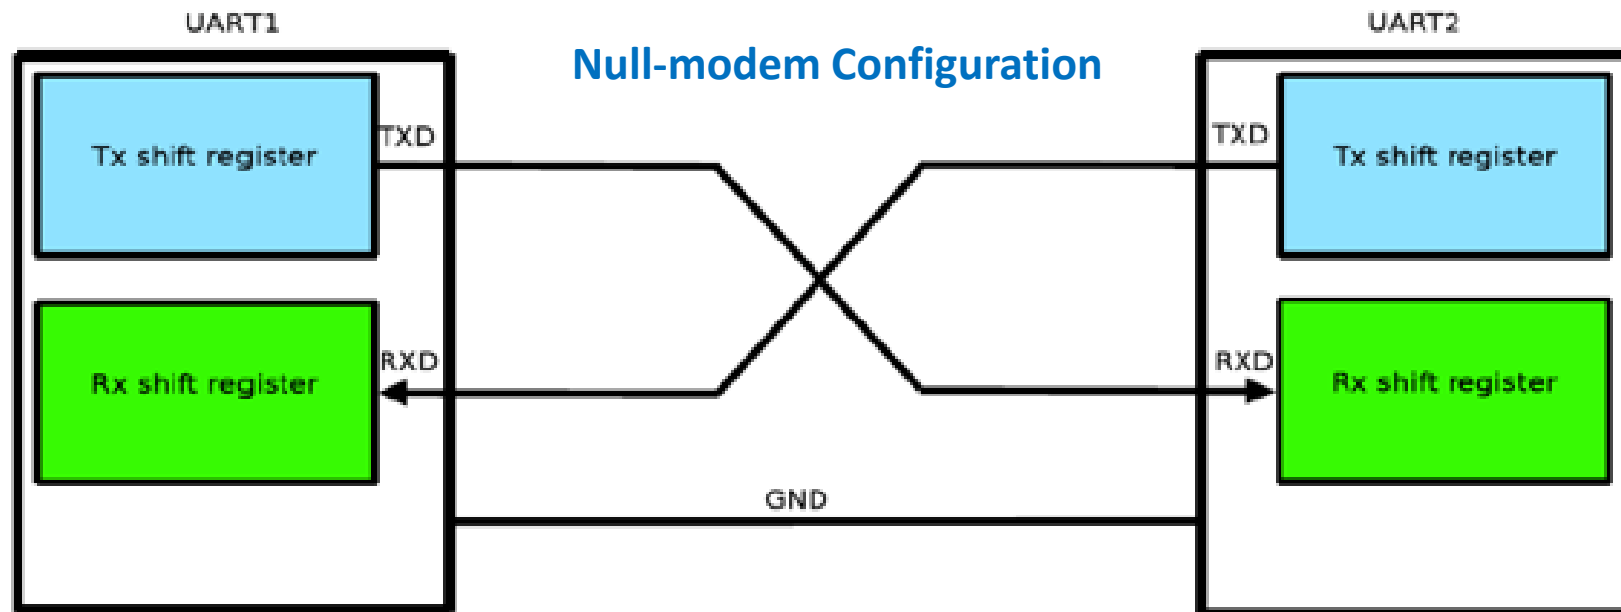 UART1
UART2
Null-modem Configuration
TXD
TXD
Tx shift register
Tx shift register
RXD
RXD
Rx shift register
Rx shift register
GND